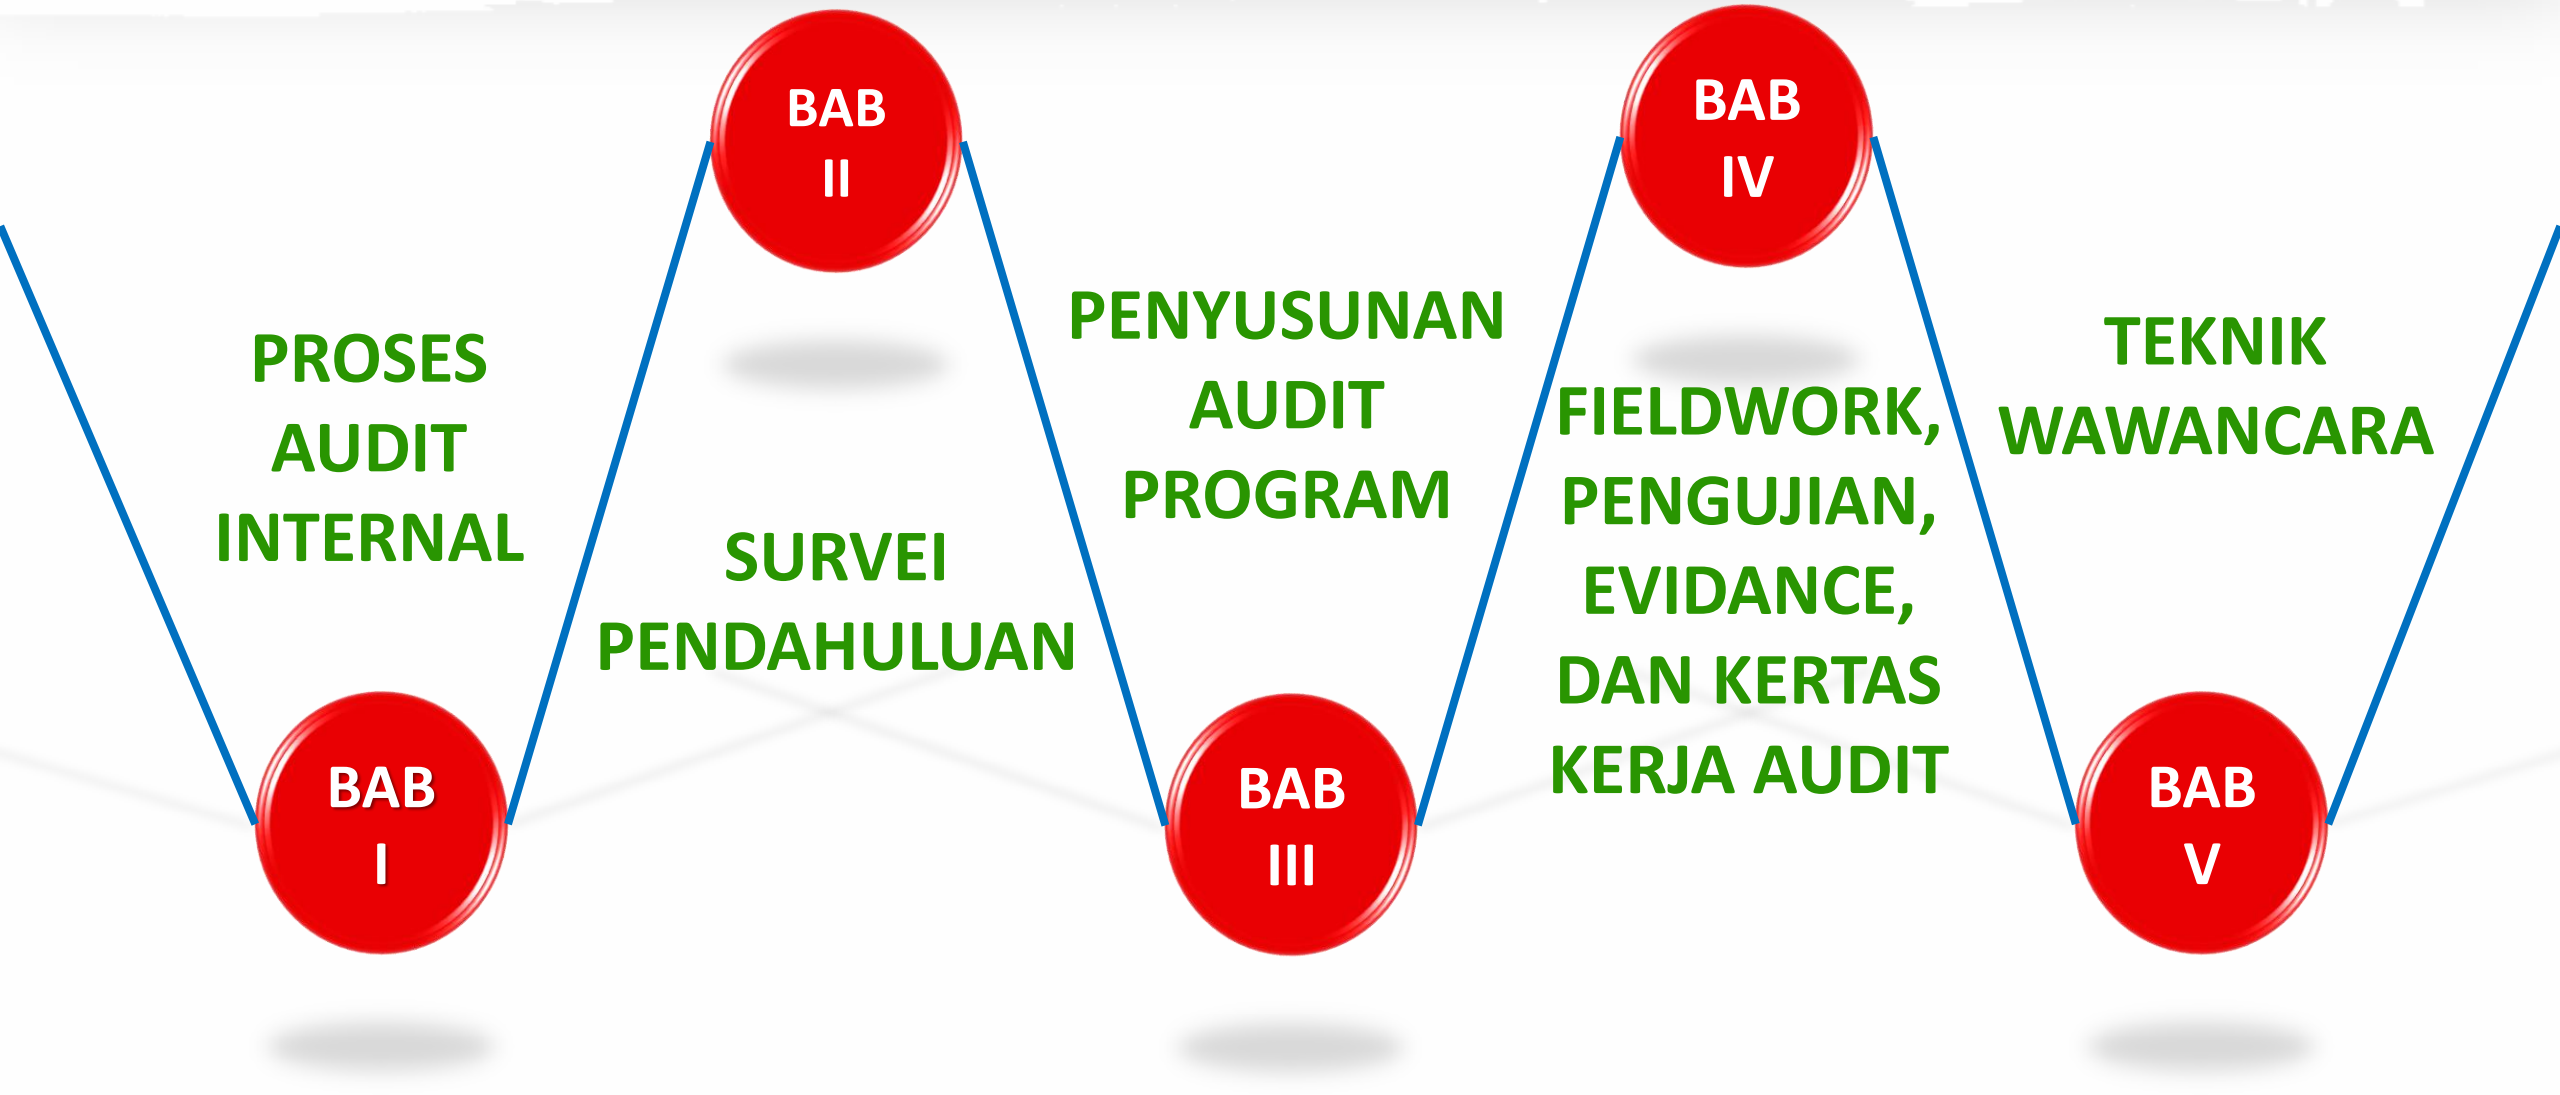 BAB
I
PROSES
AUDIT
INTERNAL
BAB
II
SURVEI
PENDAHULUAN
BAB
III
PENYUSUNAN
AUDIT
PROGRAM
BAB
IV
FIELDWORK,
PENGUJIAN,
EVIDANCE,
DAN KERTAS
KERJA AUDIT
BAB
V
TEKNIK
WAWANCARA